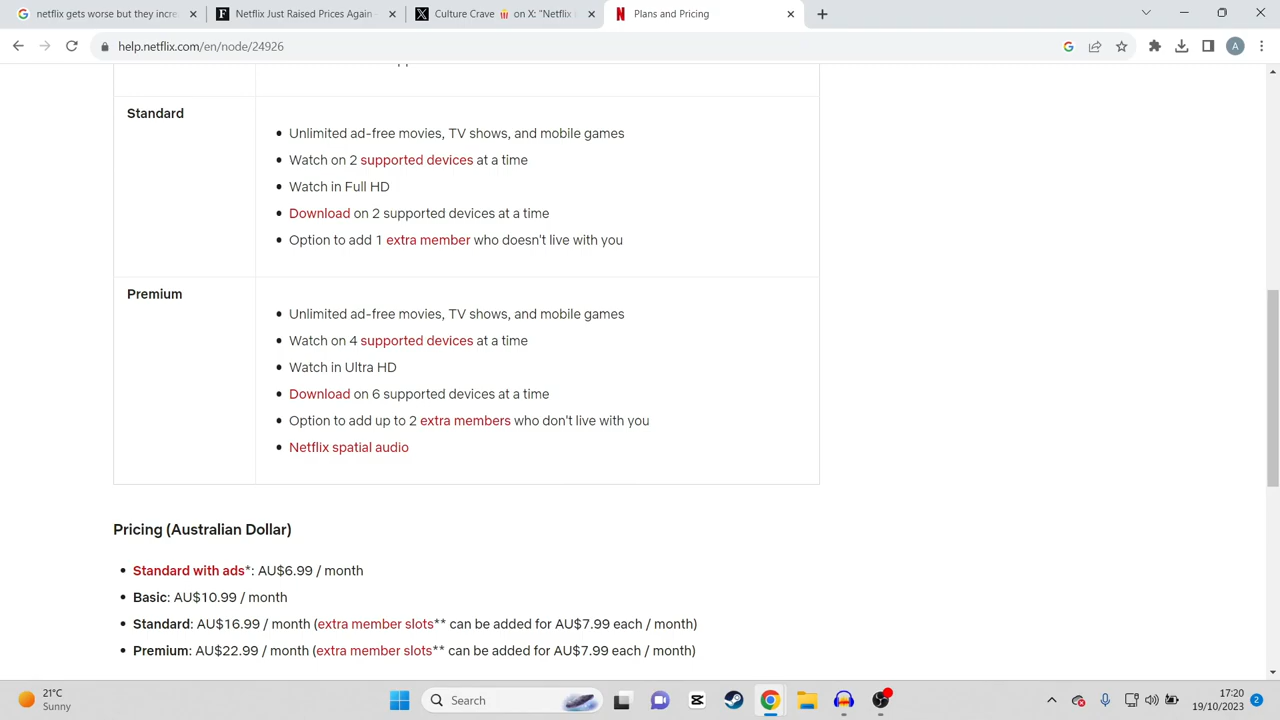 netflix gets worse but they incre
Netflix Just Raised Prices Again
Culture Crave 🍿 on X: "Netflix i
Plans and Pricing
help.netflix.com/en/node/24926
A
Standard
• Unlimited ad-free movies, TV shows, and mobile games
• Watch on 2 supported devices at a time
• Watch in Full HD
• Download on 2 supported devices at a time
• Option to add 1 extra member who doesn't live with you
Premium
• Unlimited ad-free movies, TV shows, and mobile games
• Watch on 4 supported devices at a time
• Watch in Ultra HD
• Download on 6 supported devices at a time
• Option to add up to 2 extra members who don't live with you
• Netflix spatial audio
Pricing (Australian Dollar)
• Standard with ads*: AU$6.99 / month
• Basic: AU$10.99 / month
• Standard: AU$16.99 / month (extra member slots** can be added for AU$7.99 each / month)
• Premium: AU$22.99 / month (extra member slots** can be added for AU$7.99 each / month)
21°C
Sunny
Search
17:20
19/10/2023
2